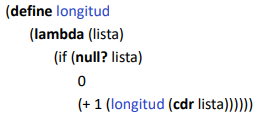 (define longitud
(lambda (lista)
(if (null? lista)
0
(+ 1 (longitud (cdr lista))))))